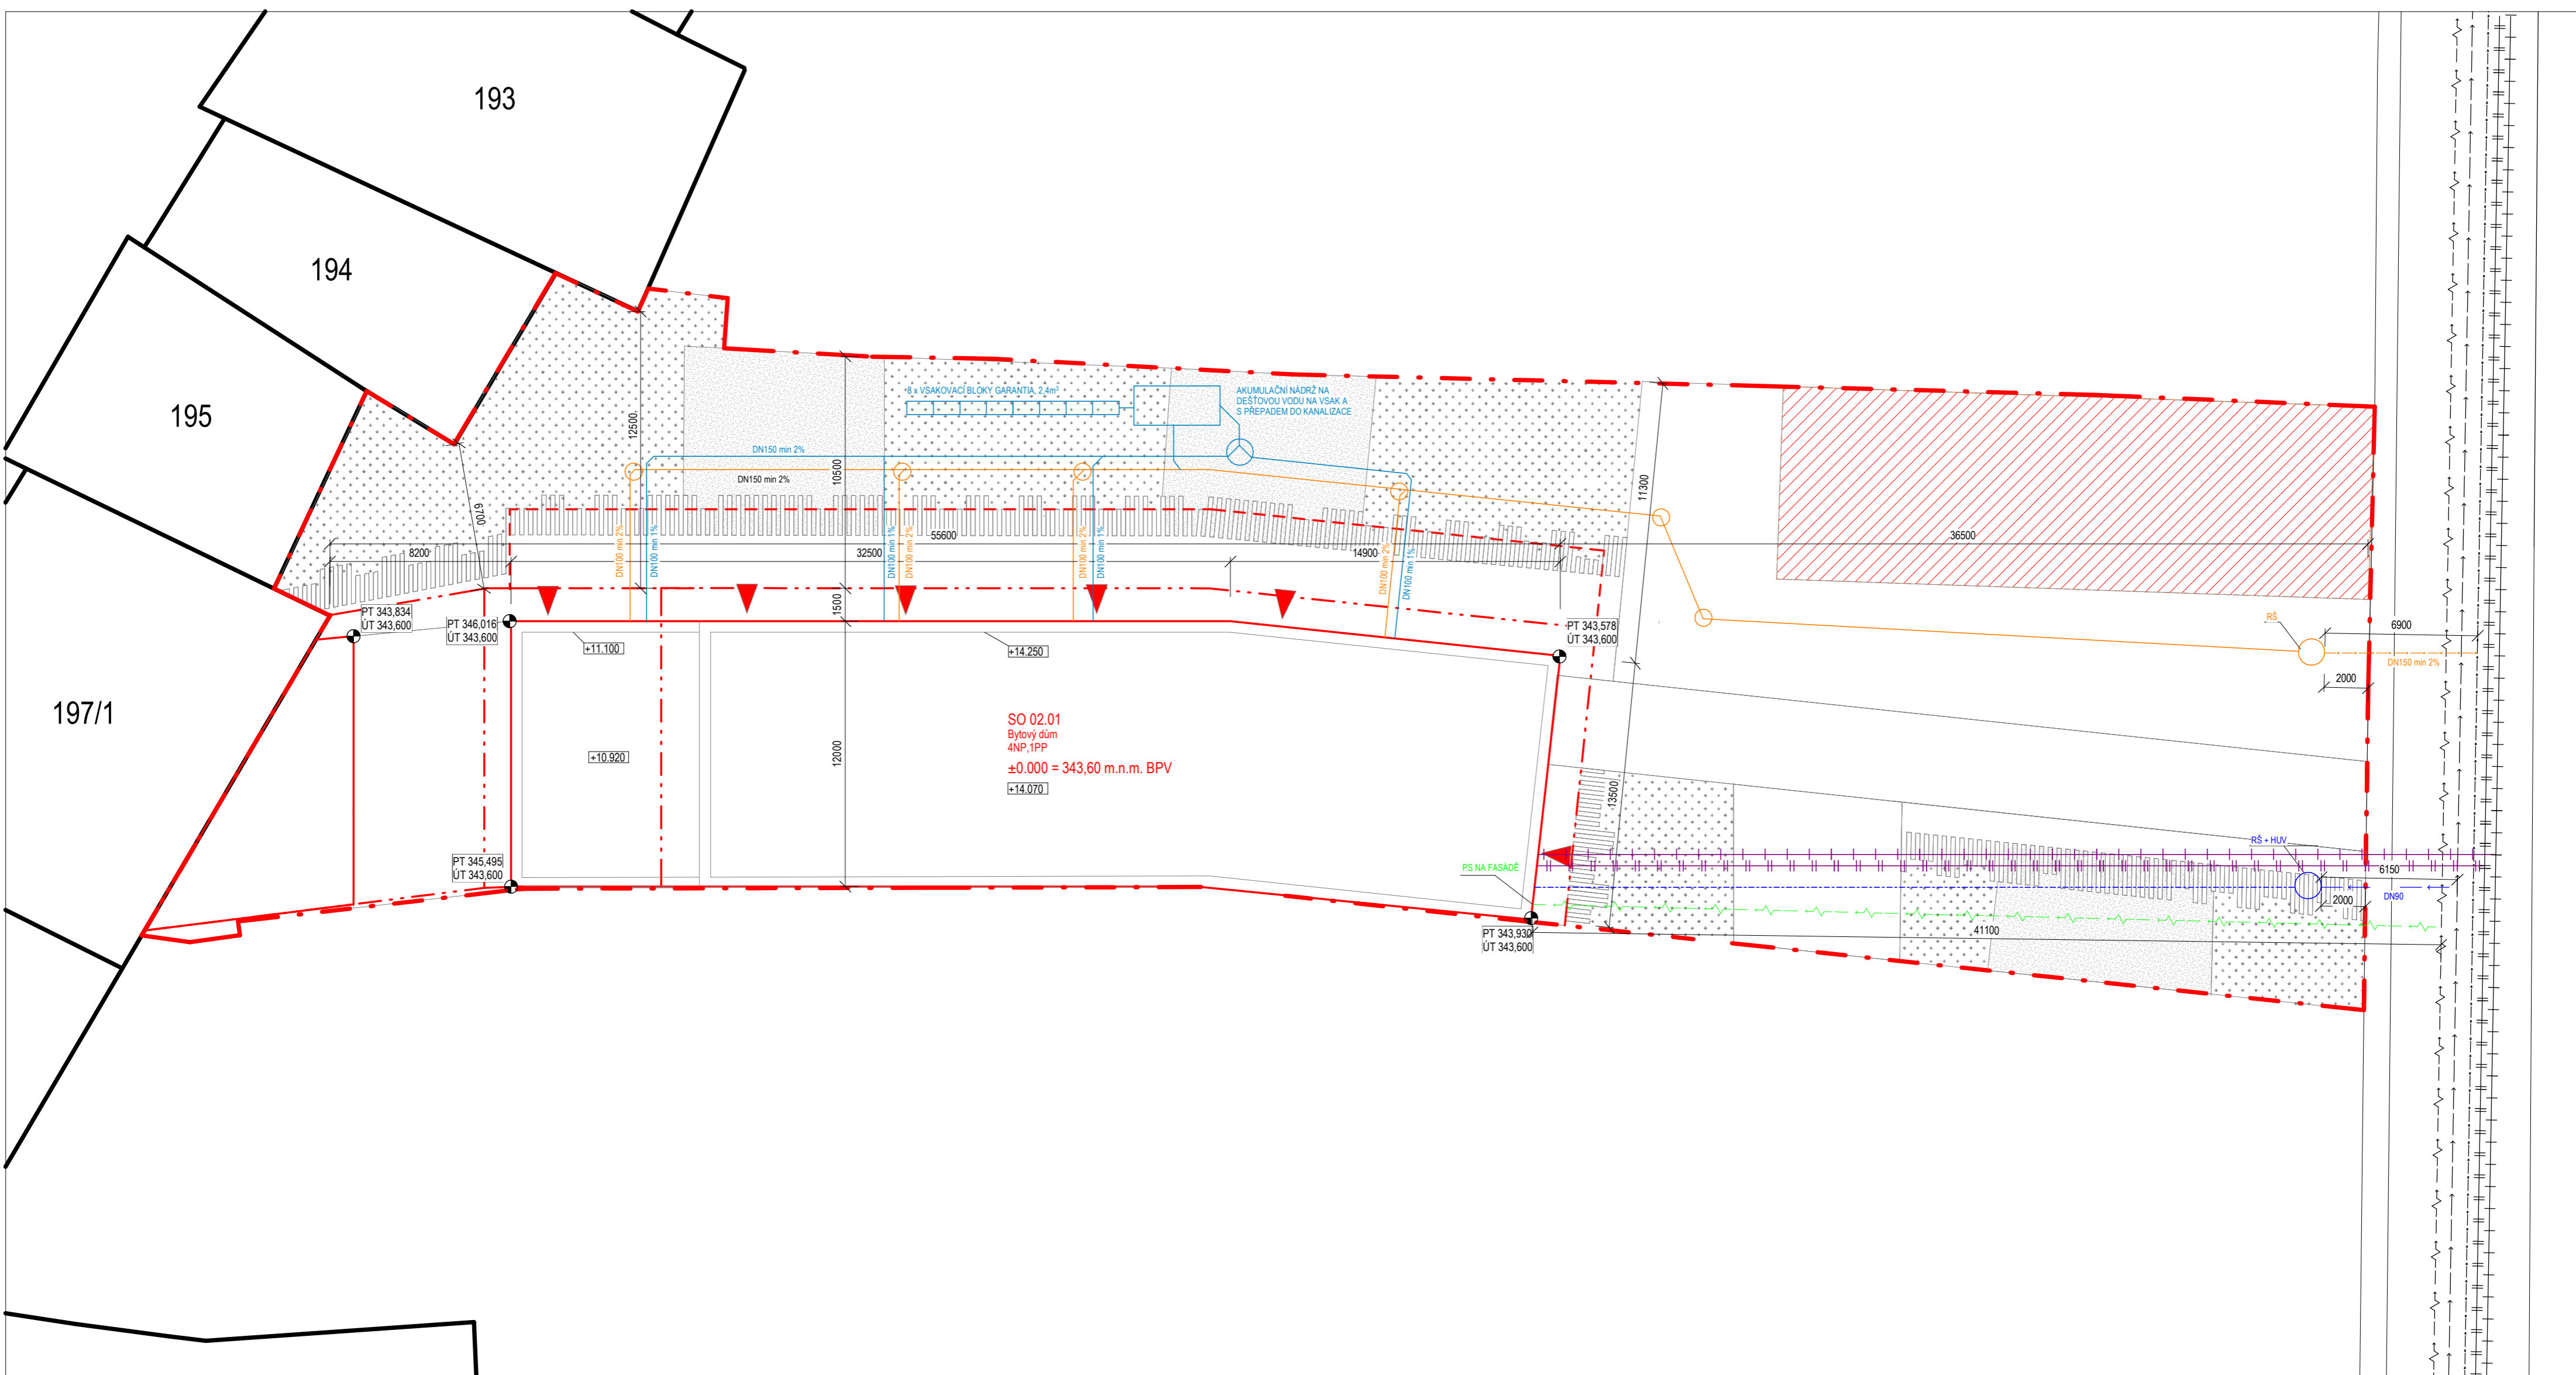 193
194
195
197/1
8 x VSAKOVACÍ BLOKY GARANTIA, 2,4m³
AKUMULAČNÍ NÁDRŽ NA
DEŠŤOVOU VODU NA VSAK A
S PŘEPADEM DO KANALIZACE
12500
10500
DN150 min 2%
DN150 min 2%
11300
6700
8200
55600
32500
14900
36500
DN100 min 2%
DN100 min 1%
DN100 min 1%
DN100 min 2%
DN100 min 2%
DN100 min 1%
DN100 min 2%
DN100 min 1%
1500
PT 343,834
ÚT 343,600
PT 346,016
ÚT 343,600
PT 343,578
ÚT 343,600
RŠ
6900
DN150 min 2%
2000
+11.100
+14.250
SO 02.01
Bytový dům
4NP,1PP
±0.000 = 343,60 m.n.m. BPV
+14.070
+10.920
12000
13500
PT 345,495
ÚT 343,600
PS NA FASÁDĚ
RŠ + HUV
6150
DN90
2000
PT 343,930
ÚT 343,600
41100